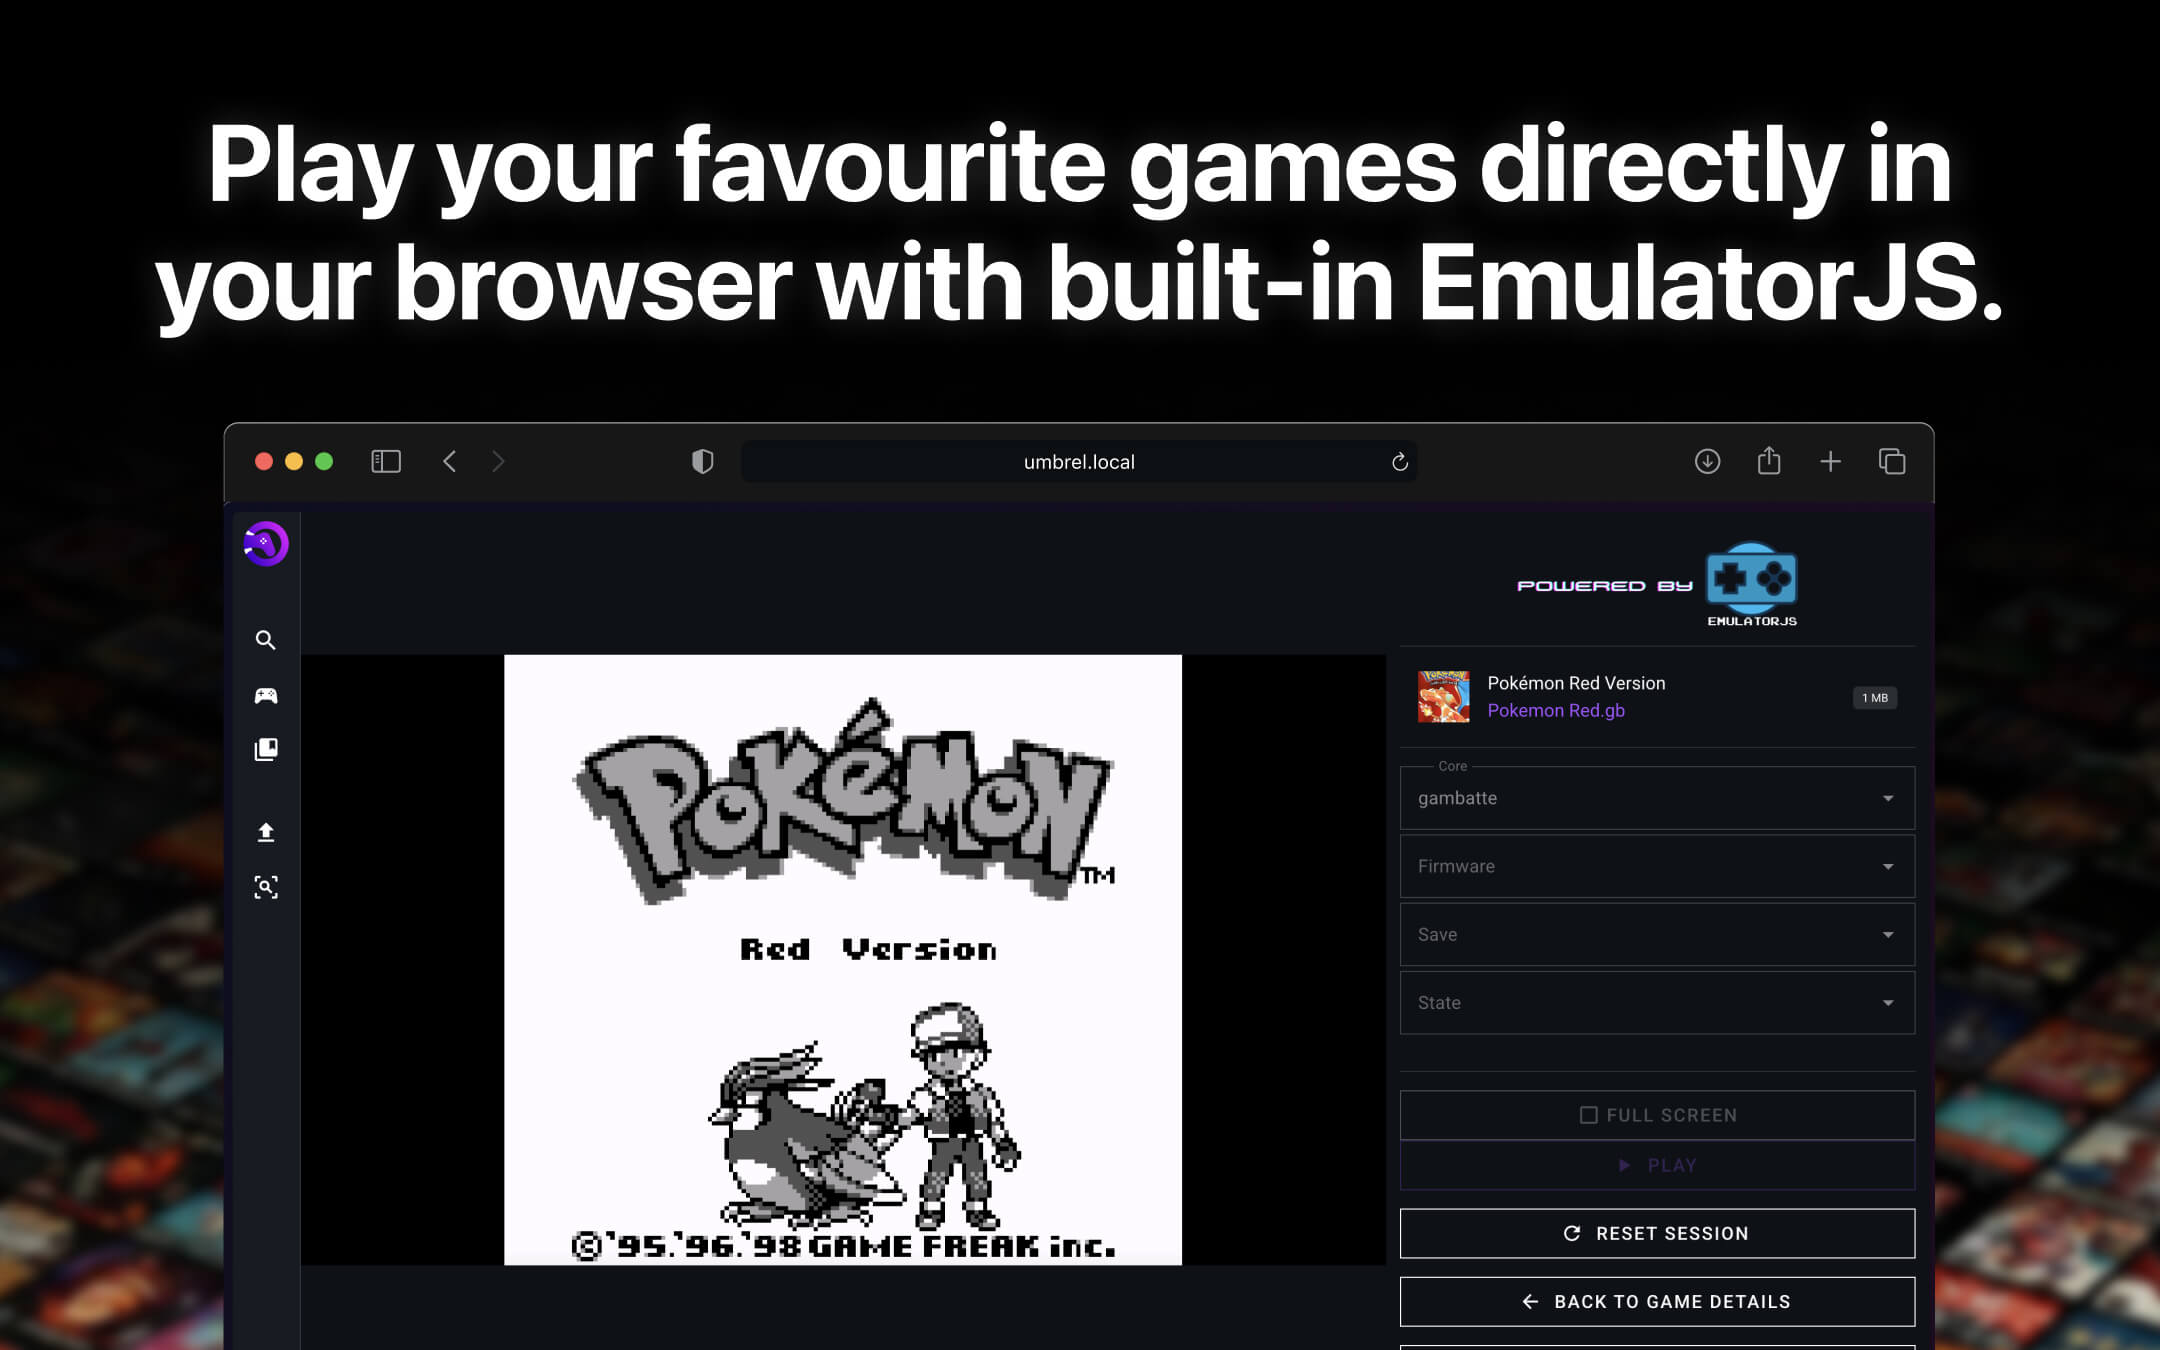 Play your favourite games directly in
your browser with built-in EmulatorJS.
umbrel.local
POWERED BY
EMULATORJS
Pokémon Red Version
Pokemon Red.gb
1 MB
Core
gambatte
Firmware
Save
State
FULL SCREEN
PLAY
RESET SESSION
BACK TO GAME DETAILS
POKéMON
TM
Red Version
©'95.'96.'98 GAME FREAK inc.